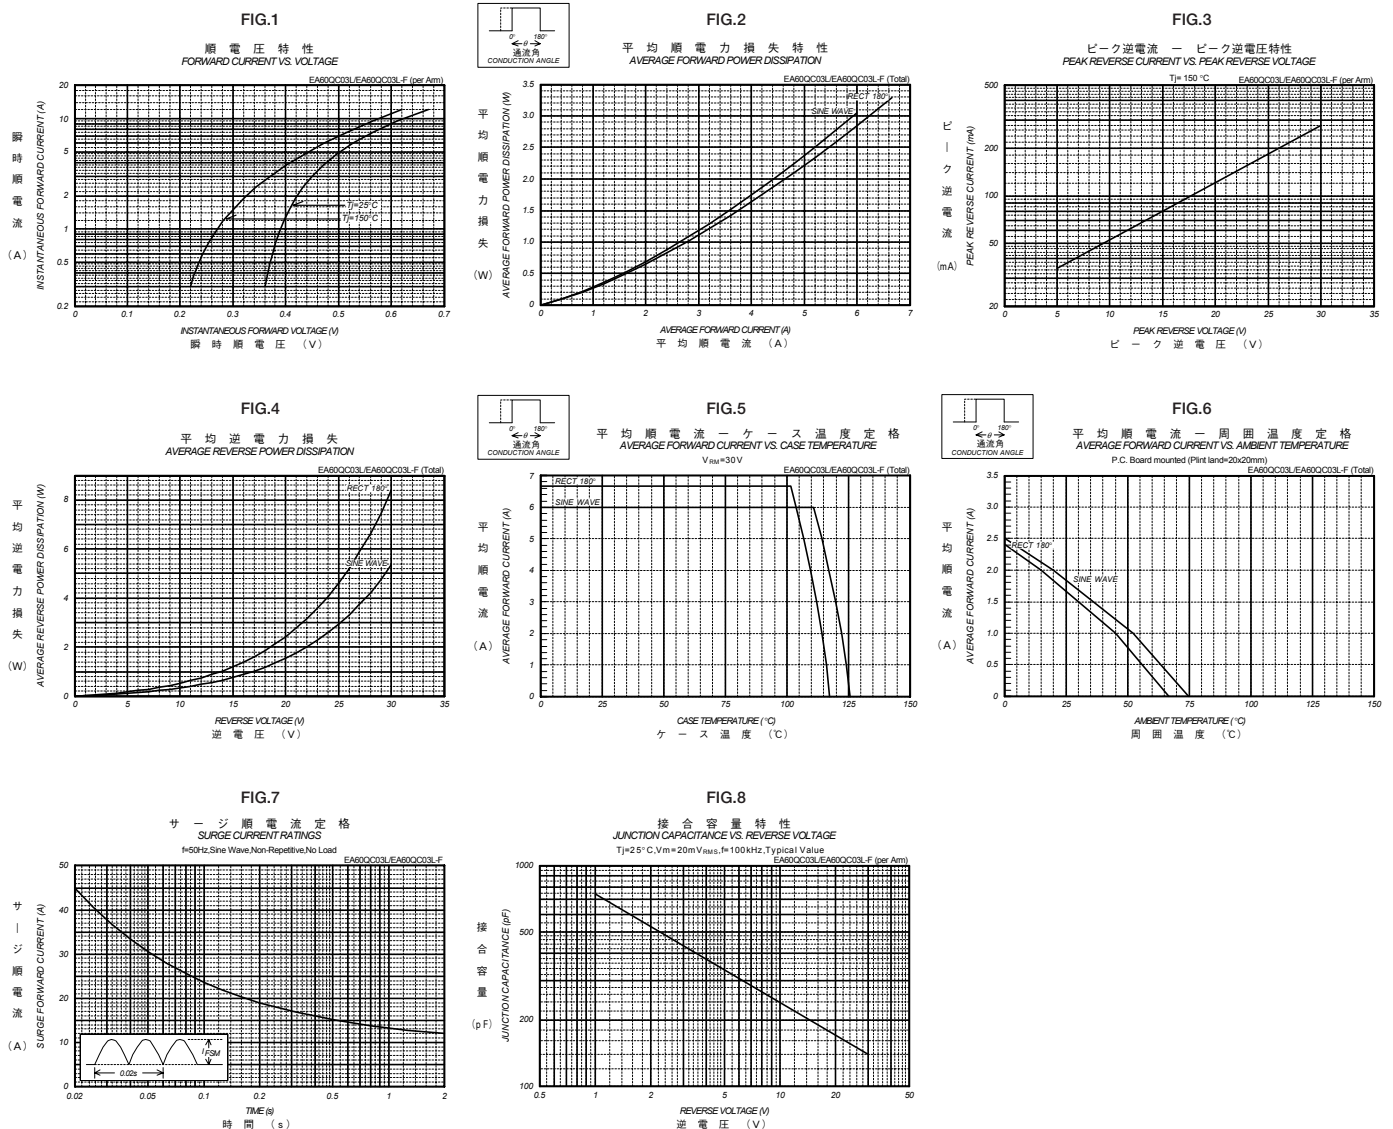 FIG.1
順 電 圧 特 性
FORWARD CURRENT VS. VOLTAGE
EA60QC03L/EA60QC03L-F (per Arm)
瞬 時 順 電 流 (A)
INSTANTANEOUS FORWARD CURRENT (A)
20
10
5
2
1
0.5
0.2
Tj=25°C
Tj=150°C
0 0.1 0.2 0.3 0.4 0.5 0.6 0.7
INSTANTANEOUS FORWARD VOLTAGE (V)
瞬 時 順 電 圧 (V)
0° 180°
θ
通流角
CONDUCTION ANGLE
FIG.2
平 均 順 電 力 損 失 特 性
AVERAGE FORWARD POWER DISSIPATION
EA60QC03L/EA60QC03L-F (Total)
平 均 順 電 力 損 失 (W)
AVERAGE FORWARD POWER DISSIPATION (W)
3.5
3.0
2.5
2.0
1.5
1.0
0.5
0
RECT 180°
SINE WAVE
0 1 2 3 4 5 6 7
AVERAGE FORWARD CURRENT (A)
平 均 順 電 流 (A)
FIG.3
ピーク逆電流 ー ピーク逆電圧特性
PEAK REVERSE CURRENT VS. PEAK REVERSE VOLTAGE
Tj= 150 °C
EA60QC03L/EA60QC03L-F (per Arm)
ピ ー ク 逆 電 流 (mA)
PEAK REVERSE CURRENT (mA)
500
200
100
50
20
0 5 10 15 20 25 30 35
PEAK REVERSE VOLTAGE (V)
ピ ー ク 逆 電 圧 (V)
FIG.4
平 均 逆 電 力 損 失
AVERAGE REVERSE POWER DISSIPATION
EA60QC03L/EA60QC03L-F (Total)
平 均 逆 電 力 損 失 (W)
AVERAGE REVERSE POWER DISSIPATION (W)
8
6
4
2
0
RECT 180°
SINE WAVE
0 5 10 15 20 25 30 35
REVERSE VOLTAGE (V)
逆 電 圧 (V)
0° 180°
θ
通流角
CONDUCTION ANGLE
FIG.5
平 均 順 電 流 ー ケ ー ス 温 度 定 格
AVERAGE FORWARD CURRENT VS. CASE TEMPERATURE
VRM=30V
EA60QC03L/EA60QC03L-F (Total)
平 均 順 電 流 (A)
AVERAGE FORWARD CURRENT (A)
7
6
5
4
3
2
1
0
RECT 180°
SINE WAVE
0 25 50 75 100 125 150
CASE TEMPERATURE (°C)
ケ ー ス 温 度 (℃)
0° 180°
θ
通流角
CONDUCTION ANGLE
FIG.6
平 均 順 電 流 ー 周 囲 温 度 定 格
AVERAGE FORWARD CURRENT VS. AMBIENT TEMPERATURE
P.C. Board mounted (Plint land=20x20mm)
EA60QC03L/EA60QC03L-F (Total)
平 均 順 電 流 (A)
AVERAGE FORWARD CURRENT (A)
3.5
3.0
2.5
2.0
1.5
1.0
0.5
0
RECT 180°
SINE WAVE
0 25 50 75 100 125 150
AMBIENT TEMPERATURE (°C)
周 囲 温 度 (℃)
FIG.7
サ ー ジ 順 電 流 定 格
SURGE CURRENT RATINGS
f=50Hz,Sine Wave,Non-Repetitive,No Load
EA60QC03L/EA60QC03L-F
サ ー ジ 順 電 流 (A)
SURGE FORWARD CURRENT (A)
50
40
30
20
10
0
IFSM
0.02s
0.02 0.05 0.1 0.2 0.5 1 2
TIME (s)
時 間 (s)
FIG.8
接 合 容 量 特 性
JUNCTION CAPACITANCE VS. REVERSE VOLTAGE
Tj=25°C,Vm=20mVRMS,f=100kHz,Typical Value
EA60QC03L/EA60QC03L-F (per Arm)
接 合 容 量 (pF)
JUNCTION CAPACITANCE (pF)
1000
500
200
100
0.5 1 2 5 10 20 50
REVERSE VOLTAGE (V)
逆 電 圧 (V)